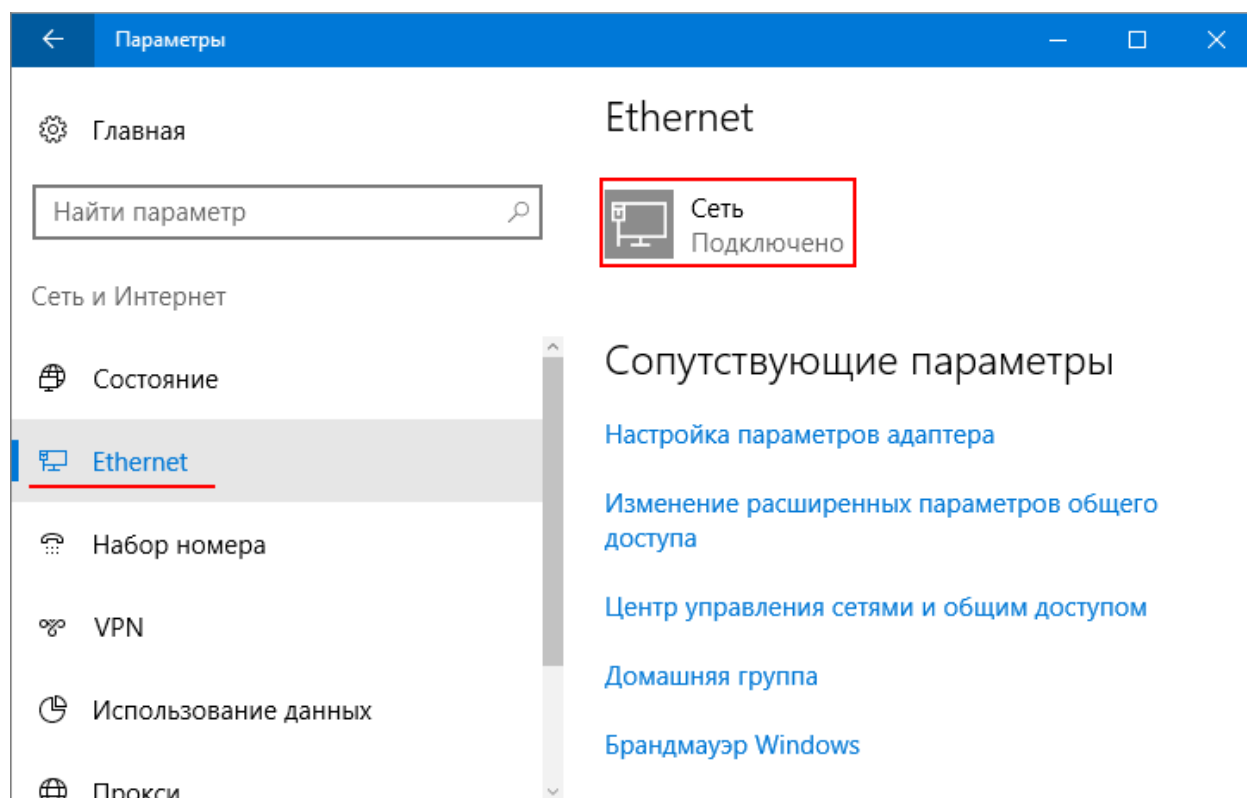 Параметры
Главная
Найти параметр
Сеть и Интернет
Состояние
Ethernet
Набор номера
VPN
Использование данных
Прокси
Ethernet
Сеть
Подключено
Сопутствующие параметры
Настройка параметров адаптера
Изменение расширенных параметров общего
доступа
Центр управления сетями и общим доступом
Домашняя группа
Брандмауэр Windows